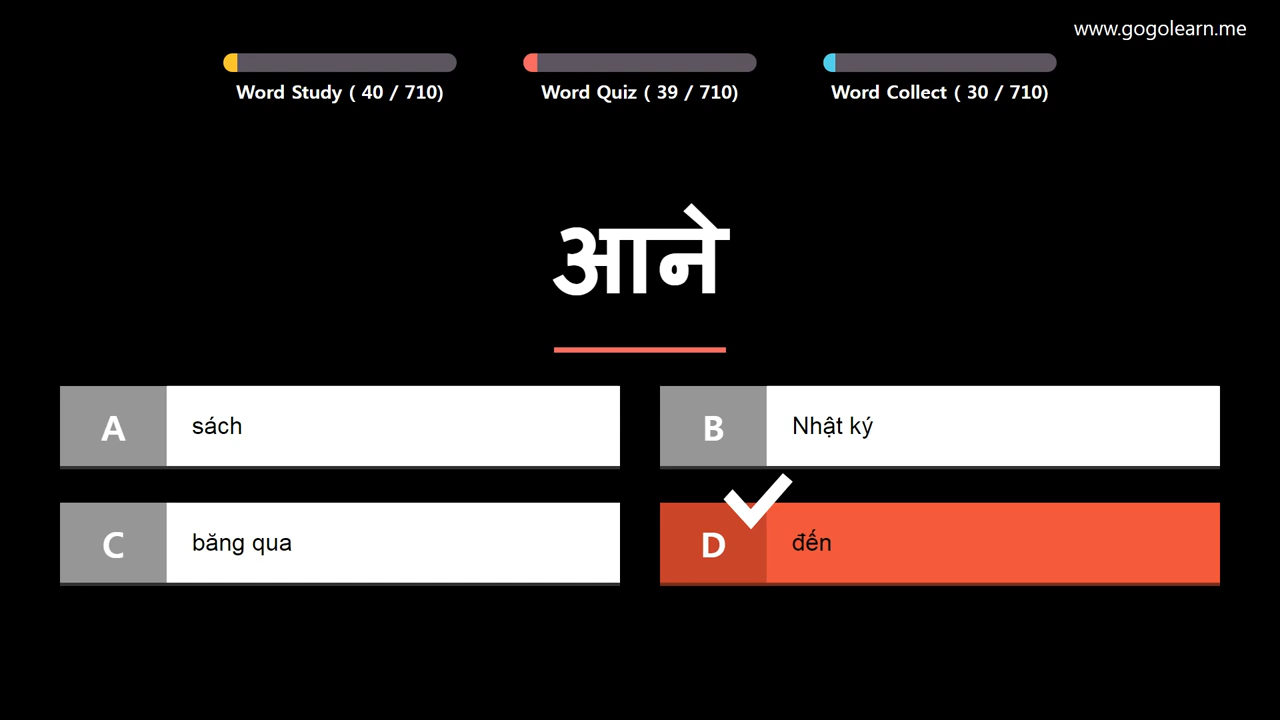 www.gogolearn.me
Word Study ( 40 / 710)
Word Quiz ( 39 / 710)
Word Collect ( 30 / 710)
आने
A
sách
B
Nhật ký
C
băng qua
D
đến